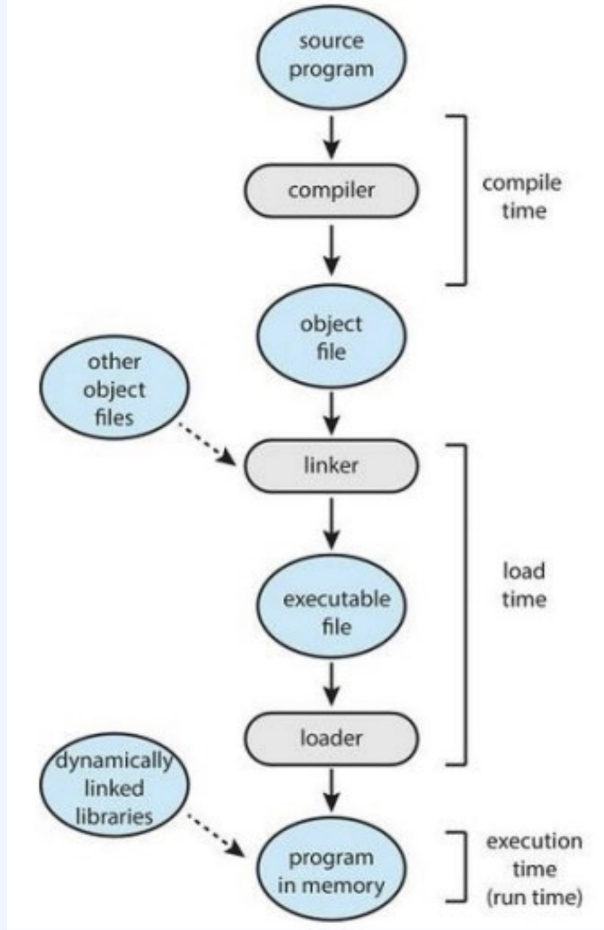 source
program
compiler
compile
time
object
file
other
object
files
linker
executable
file
load
time
loader
dynamically
linked
libraries
program
in memory
execution
time
(run time)